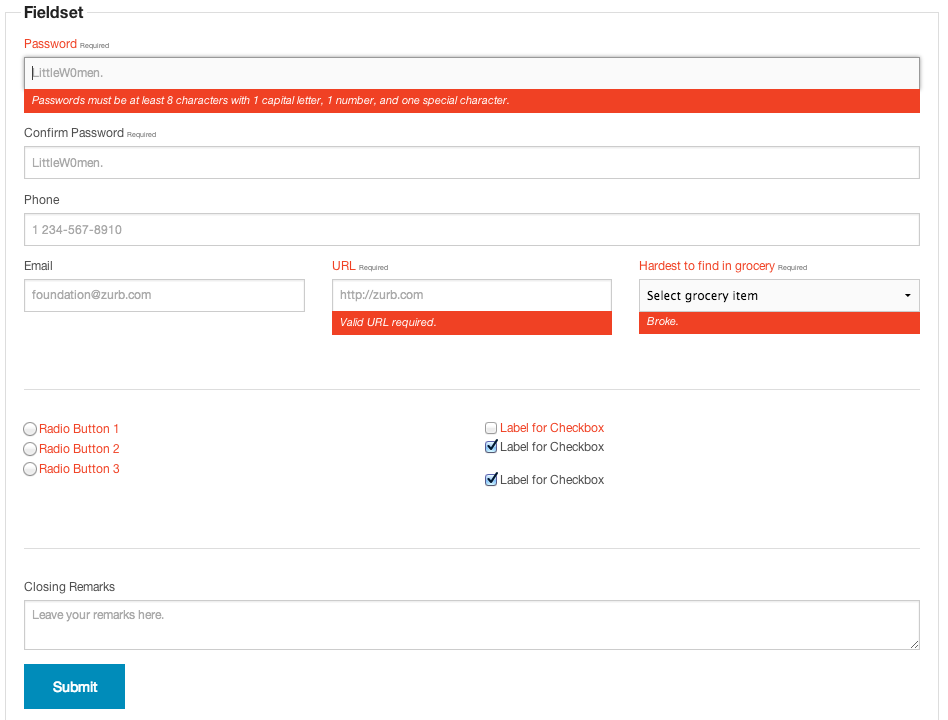 Fieldset
Password Required
LittleW0men.
Passwords must be at least 8 characters with 1 capital letter, 1 number, and one special character.
Confirm Password Required
LittleW0men.
Phone
1 234-567-8910
Email
foundation@zurb.com
URL Required
http://zurb.com
Valid URL required.
Hardest to find in grocery Required
Select grocery item
Broke.
Radio Button 1
Radio Button 2
Radio Button 3
Label for Checkbox
Label for Checkbox
Label for Checkbox
Closing Remarks
Leave your remarks here.
Submit